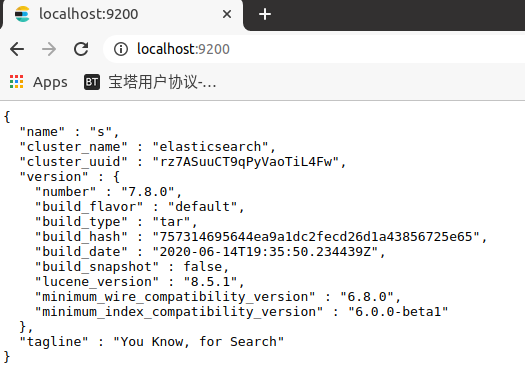 localhost:9200
localhost:9200
Apps
BT 宝塔用户协议-...
{
"name" : "s",
"cluster_name" : "elasticsearch",
"cluster_uuid" : "rz7ASuuCT9qPyVaoTiL4Fw",
"version" : {
"number" : "7.8.0",
"build_flavor" : "default",
"build_type" : "tar",
"build_hash" : "757314695644ea9a1dc2fecd26d1a43856725e65",
"build_date" : "2020-06-14T19:35:50.234439Z",
"build_snapshot" : false,
"lucene_version" : "8.5.1",
"minimum_wire_compatibility_version" : "6.8.0",
"minimum_index_compatibility_version" : "6.0.0-beta1"
},
"tagline" : "You Know, for Search"
}